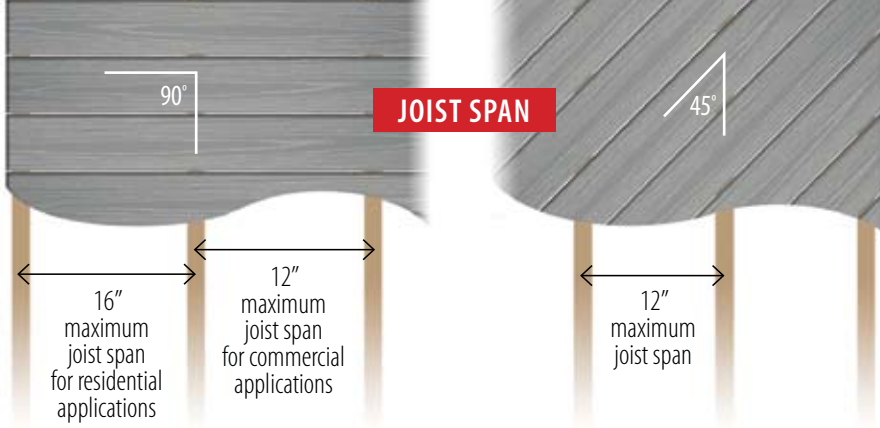 90°
JOIST SPAN
45°
16”
maximum
joist span
for residential
applications
12”
maximum
joist span
for commercial
applications
12”
maximum
joist span